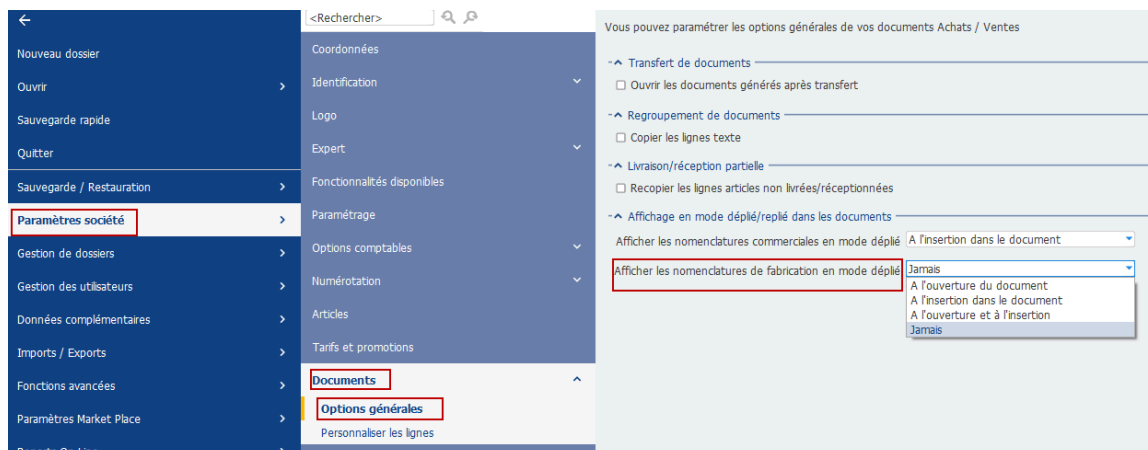 Nouveau dossier
Ouvrir
Sauvegarde rapide
Quitter
Sauvegarde / Restauration
Paramètres société
Gestion de dossiers
Gestion des utilisateurs
Données complémentaires
Imports / Exports
Fonctions avancées
Paramètres Market Place
<Rechercher>
Coordonnées
Identification
Logo
Expert
Fonctionnalités disponibles
Paramétrage
Options comptables
Numérotation
Articles
Tarifs et promotions
Documents
Options générales
Personnaliser les lignes
Vous pouvez paramétrer les options générales de vos documents Achats / Ventes
Transfert de documents
Ouvrir les documents générés après transfert
Regroupement de documents
Copier les lignes texte
Livraison/réception partielle
Recopier les lignes articles non livrées/réceptionnées
Affichage en mode déplié/replié dans les documents
Afficher les nomenclatures commerciales en mode déplié A l'insertion dans le document
Afficher les nomenclatures de fabrication en mode déplié Jamais
A l'ouverture du document
A l'insertion dans le document
A l'ouverture et à l'insertion
Jamais